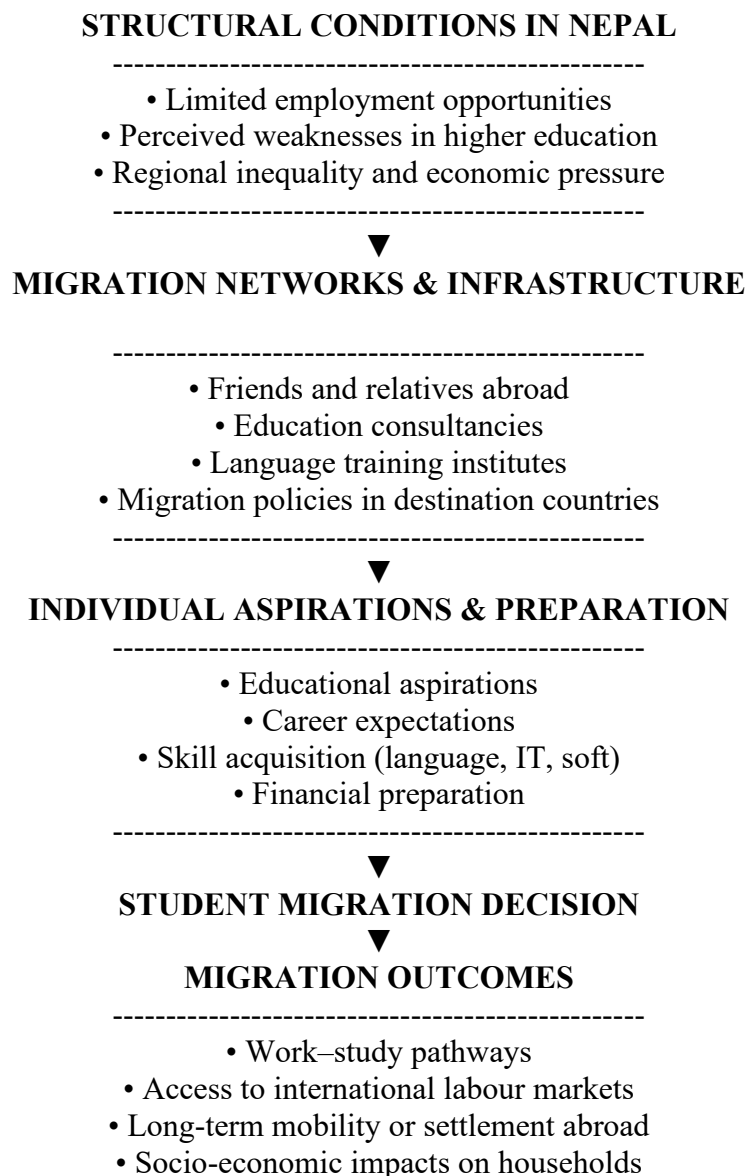 STRUCTURAL CONDITIONS IN NEPAL
--------------------------------------------------
• Limited employment opportunities
• Perceived weaknesses in higher education
• Regional inequality and economic pressure
--------------------------------------------------
▼
MIGRATION NETWORKS & INFRASTRUCTURE
--------------------------------------------------
• Friends and relatives abroad
• Education consultancies
• Language training institutes
• Migration policies in destination countries
--------------------------------------------------
▼
INDIVIDUAL ASPIRATIONS & PREPARATION
--------------------------------------------------
• Educational aspirations
• Career expectations
• Skill acquisition (language, IT, soft)
• Financial preparation
--------------------------------------------------
▼
STUDENT MIGRATION DECISION
▼
MIGRATION OUTCOMES
--------------------------------------------------
• Work–study pathways
• Access to international labour markets
• Long-term mobility or settlement abroad
• Socio-economic impacts on households